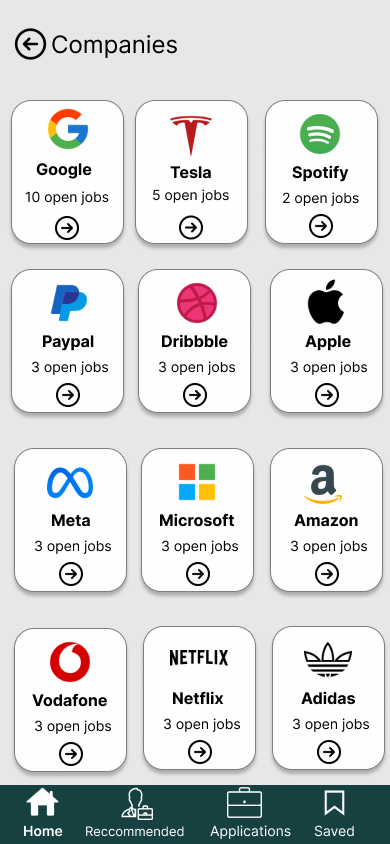 Companies
Google
10 open jobs
Tesla
5 open jobs
Spotify
2 open jobs
Paypal
3 open jobs
Dribbble
3 open jobs
Apple
3 open jobs
Meta
3 open jobs
Microsoft
3 open jobs
Amazon
3 open jobs
Vodafone
3 open jobs
NETFLIX
Netflix
3 open jobs
Adidas
3 open jobs
Home
Reccommended
Applications
Saved